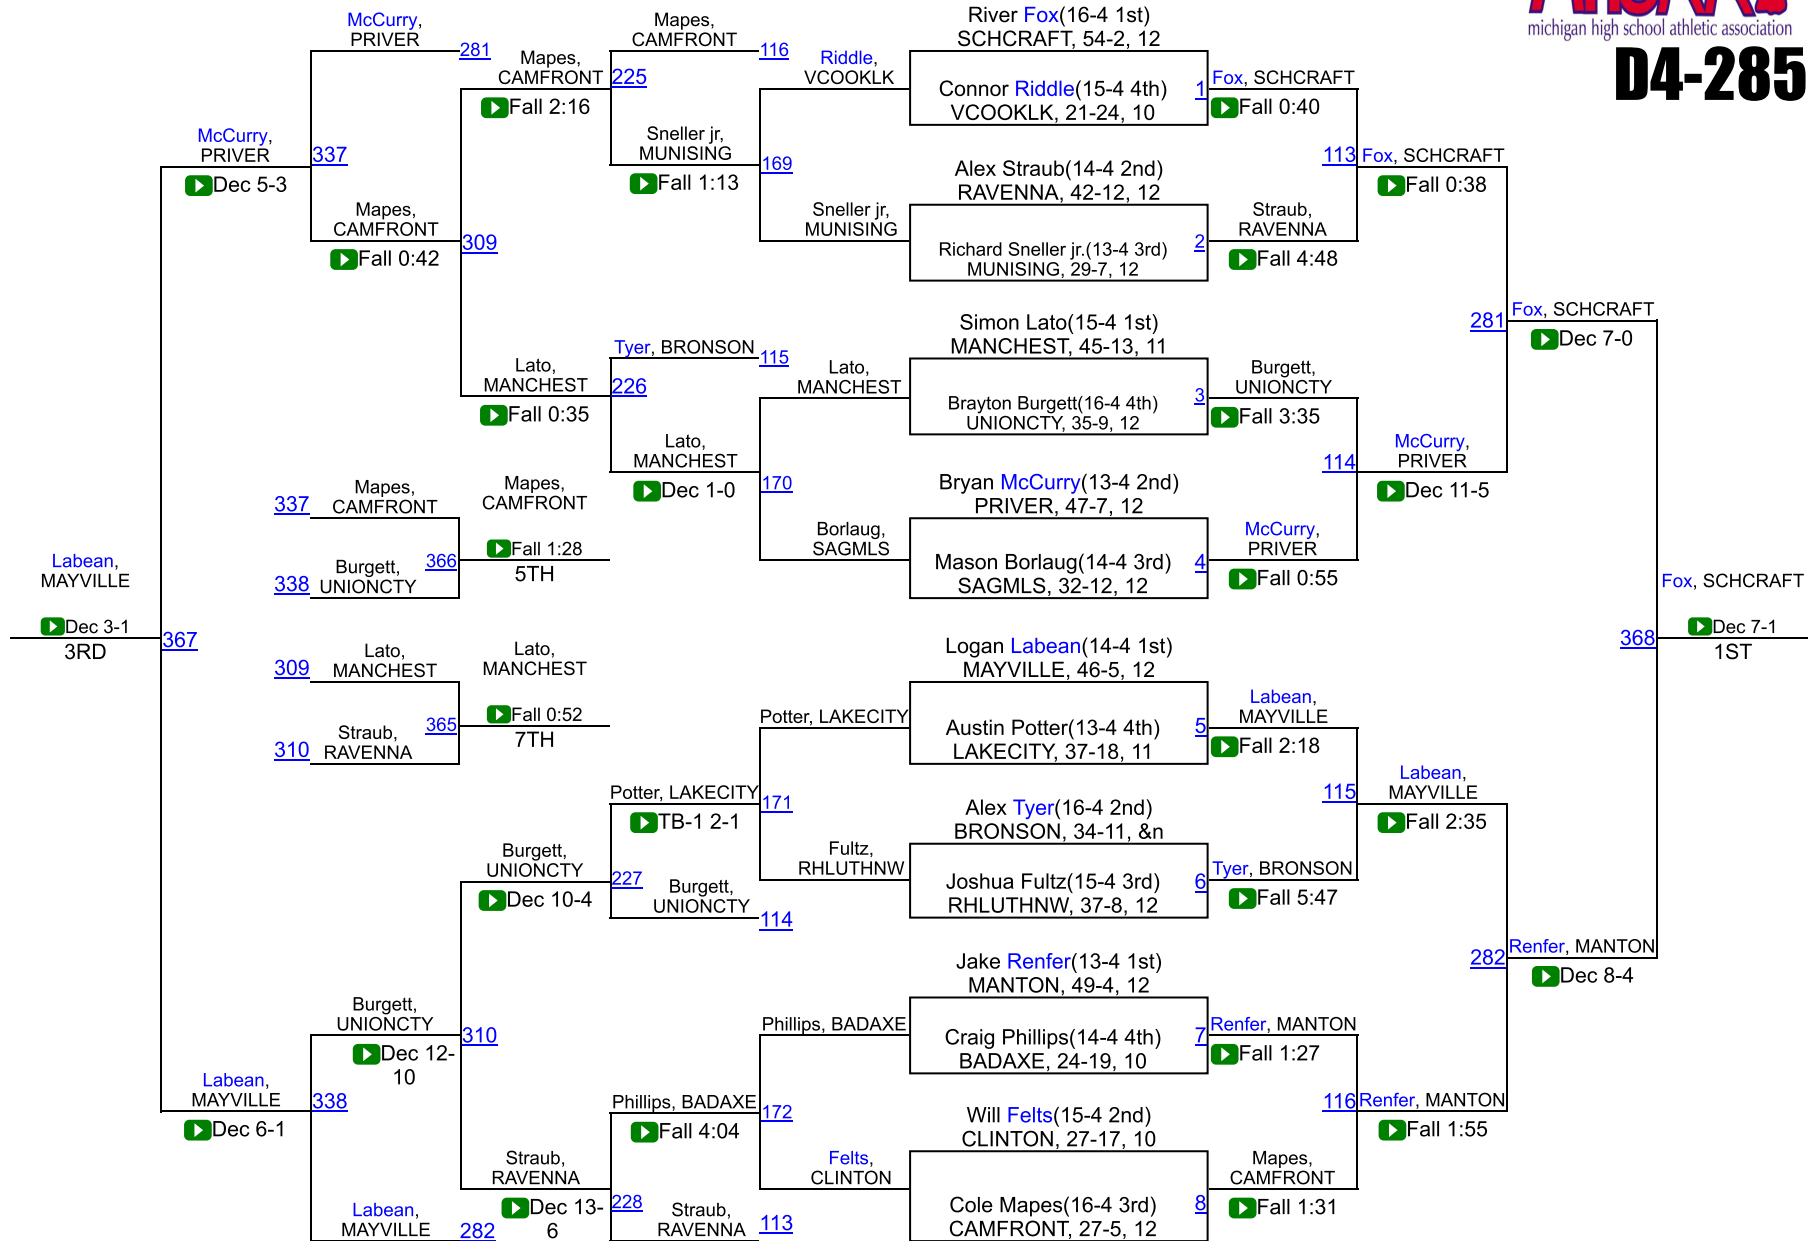 michigan high school athletic association
D4-285
McCurry,
PRIVER
281
Mapes,
CAMFRONT
116
River Fox(16-4 1st)
SCHCRAFT, 54-2, 12
Mapes,
CAMFRONT
225
Fall 2:16
Riddle,
VCOOKLK
Connor Riddle(15-4 4th)
VCOOKLK, 21-24, 10
1
Fox, SCHCRAFT
Fall 0:40
McCurry,
PRIVER
337
Dec 5-3
Sneller jr,
MUNISING
169
Fall 1:13
Alex Straub(14-4 2nd)
RAVENNA, 42-12, 12
113
Fox, SCHCRAFT
Fall 0:38
Mapes,
CAMFRONT
309
Fall 0:42
Sneller jr,
MUNISING
Richard Sneller jr.(13-4 3rd)
MUNISING, 29-7, 12
2
Straub,
RAVENNA
Fall 4:48
Simon Lato(15-4 1st)
MANCHEST, 45-13, 11
281
Fox, SCHCRAFT
Dec 7-0
Lato,
MANCHEST
Fall 0:35
Tyer, BRONSON
115
226
Lato,
MANCHEST
Brayton Burgett(16-4 4th)
UNIONCTY, 35-9, 12
3
Burgett,
UNIONCTY
Fall 3:35
Lato,
MANCHEST
170
Dec 1-0
Bryan McCurry(13-4 2nd)
PRIVER, 47-7, 12
114
McCurry,
PRIVER
Dec 11-5
337
Mapes,
CAMFRONT
Mapes,
CAMFRONT
Borlaug,
SAGMLS
Mason Borlaug(14-4 3rd)
SAGMLS, 32-12, 12
4
McCurry,
PRIVER
Fall 0:55
338
Burgett,
UNIONCTY
366
Fall 1:28
5TH
Labean,
MAYVILLE
Dec 3-1
3RD
367
Fox, SCHCRAFT
368
Dec 7-1
1ST
309
Lato,
MANCHEST
Lato,
MANCHEST
Logan Labean(14-4 1st)
MAYVILLE, 46-5, 12
310
Straub,
RAVENNA
365
Fall 0:52
7TH
Potter, LAKECITY
Austin Potter(13-4 4th)
LAKECITY, 37-18, 11
5
Labean,
MAYVILLE
Fall 2:18
Potter, LAKECITY
171
TB-1 2-1
Alex Tyer(16-4 2nd)
BRONSON, 34-11, &n
115
Labean,
MAYVILLE
Fall 2:35
Burgett,
UNIONCTY
227
Dec 10-4
Burgett,
UNIONCTY
114
Fultz,
RHLUTHNW
Joshua Fultz(15-4 3rd)
RHLUTHNW, 37-8, 12
6
Tyer, BRONSON
Fall 5:47
Jake Renfer(13-4 1st)
MANTON, 49-4, 12
282
Renfer, MANTON
Dec 8-4
Burgett,
UNIONCTY
310
Dec 12-
10
Phillips, BADAXE
Craig Phillips(14-4 4th)
BADAXE, 24-19, 10
7
Renfer, MANTON
Fall 1:27
Labean,
MAYVILLE
338
Dec 6-1
Phillips, BADAXE
172
Fall 4:04
Will Felts(15-4 2nd)
CLINTON, 27-17, 10
116
Renfer, MANTON
Fall 1:55
Straub,
RAVENNA
228
Dec 13-
6
Felts,
CLINTON
Cole Mapes(16-4 3rd)
CAMFRONT, 27-5, 12
8
Mapes,
CAMFRONT
Fall 1:31
Labean,
MAYVILLE
282
Straub,
RAVENNA
113